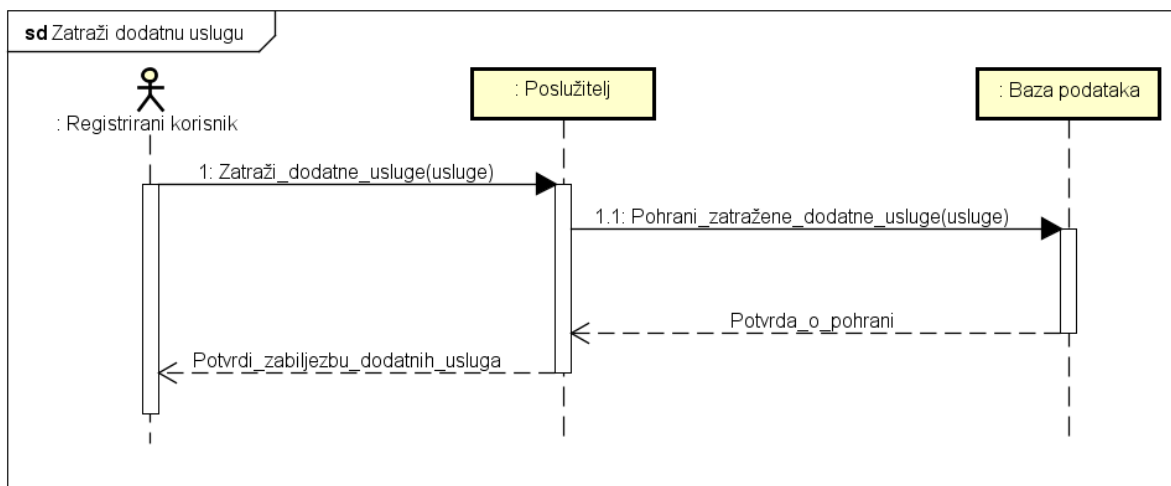 sd Zatraži dodatnu uslugu
: Registrirani korisnik
: Poslužitelj
: Baza podataka
1: Zatraži_dodatne_usluge(usluge)
1.1: Pohrani_zatražene_dodatne_usluge(usluge)
Potvrda_o_pohrani
Potvrdi_zabiljezbu_dodatnih_usluga